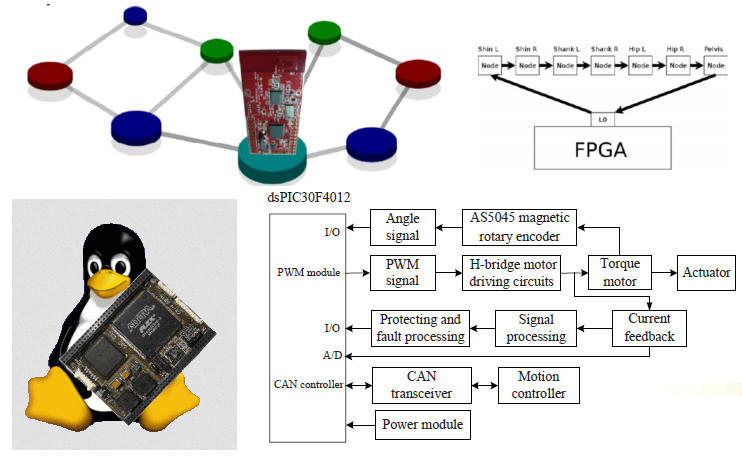 Shin L Shin R Shank L Shank R Hip L Hip R Pelvis
Node Node Node Node Node Node Node
L0
FPGA
dsPIC30F4012
I/O
Angle
signal
AS5045 magnetic
rotary encoder
PWM module
PWM
signal
H-bridge motor
driving circuits
Torque
motor
Actuator
I/O
Protecting and
fault processing
Signal
processing
Current
feedback
A/D
CAN controller
CAN
transceiver
Motion
controller
Power module